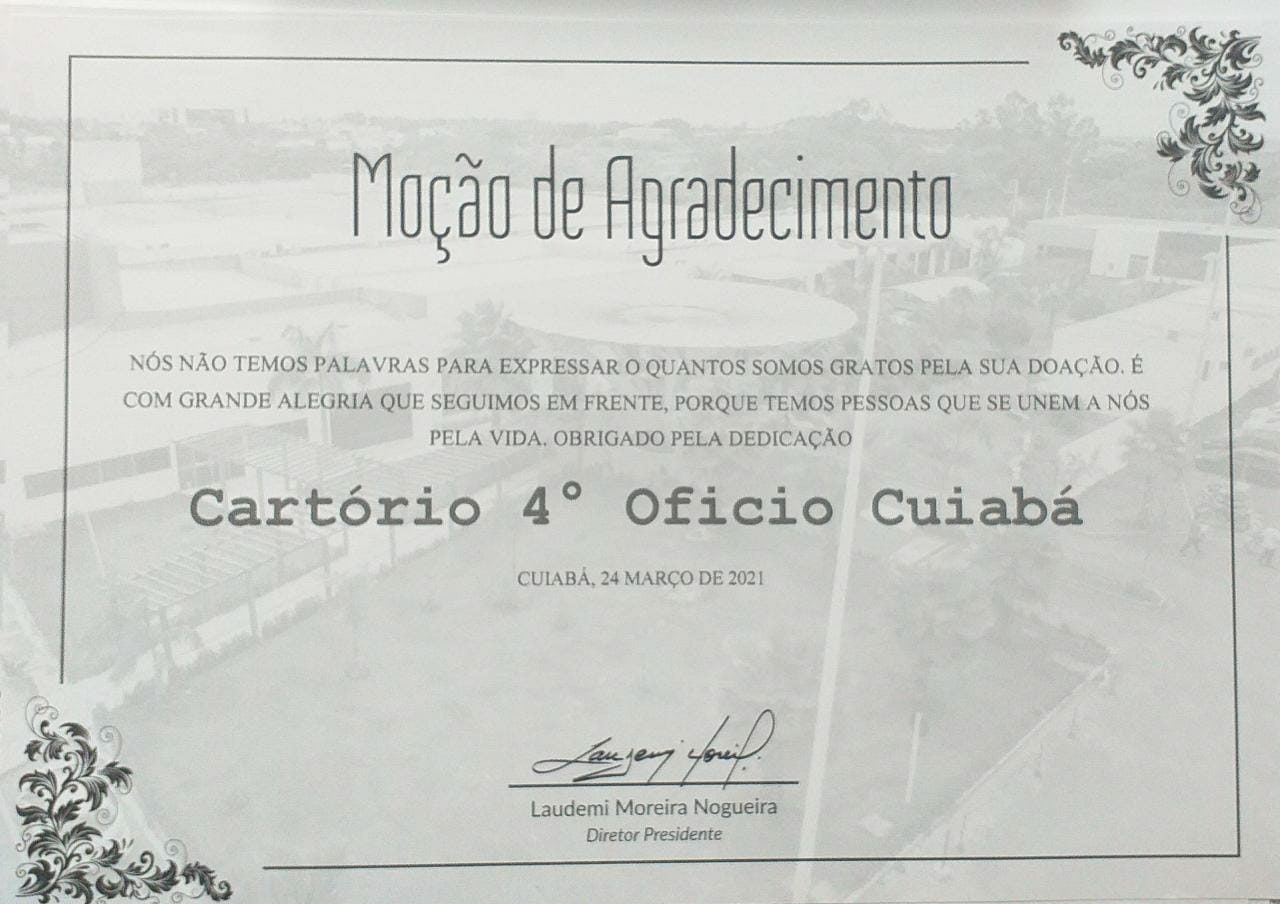 Moção de Agradecimento
NÓS NÃO TEMOS PALAVRAS PARA EXPRESSAR O QUANTOS SOMOS GRATOS PELA SUA DOAÇÃO. É
COM GRANDE ALEGRIA QUE SEGUIMOS EM FRENTE, PORQUE TEMOS PESSOAS QUE SE UNEM A NÓS
PELA VIDA. OBRIGADO PELA DEDICAÇÃO
Cartório 4° Oficio Cuiabá
CUIABÁ, 24 MARÇO DE 2021
Laudemi Moreira Nogueira
Diretor Presidente